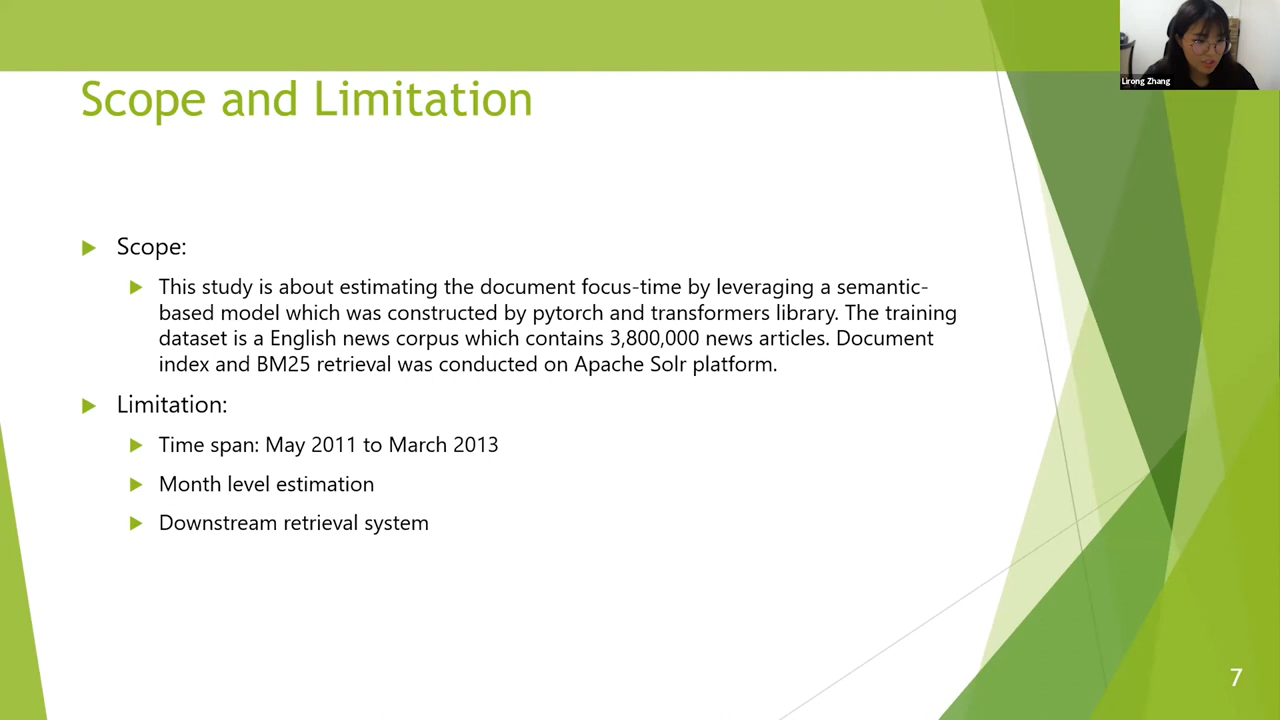 Lirong Zhang
Scope and Limitation
Scope:
This study is about estimating the document focus-time by leveraging a semantic-
based model which was constructed by pytorch and transformers library. The training
dataset is a English news corpus which contains 3,800,000 news articles. Document
index and BM25 retrieval was conducted on Apache Solr platform.
Limitation:
Time span: May 2011 to March 2013
Month level estimation
Downstream retrieval system
7